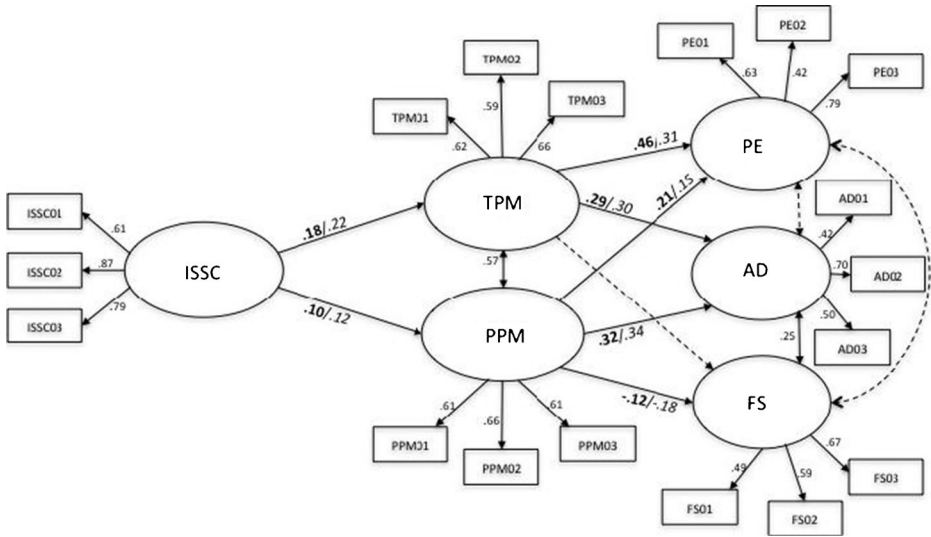 PE02
PE01
TPM02
PE03
.42
.63
.79
TPM03
TPM01
.59
.62
66
.46/.31
PE
.21/.15
TPM
.29/.30
AD01
ISSC01
.61
.18/.22
.42
ISSC02
.87
ISSC
.57
AD
.70
AD02
.79
.50
ISSC03
.10/.12
PPM
.32/.34
.25
AD03
-.12/-.18
FS
.61
.66
.61
PPM01
PPM02
PPM03
.67
.49
.59
FS03
FS01
FS02